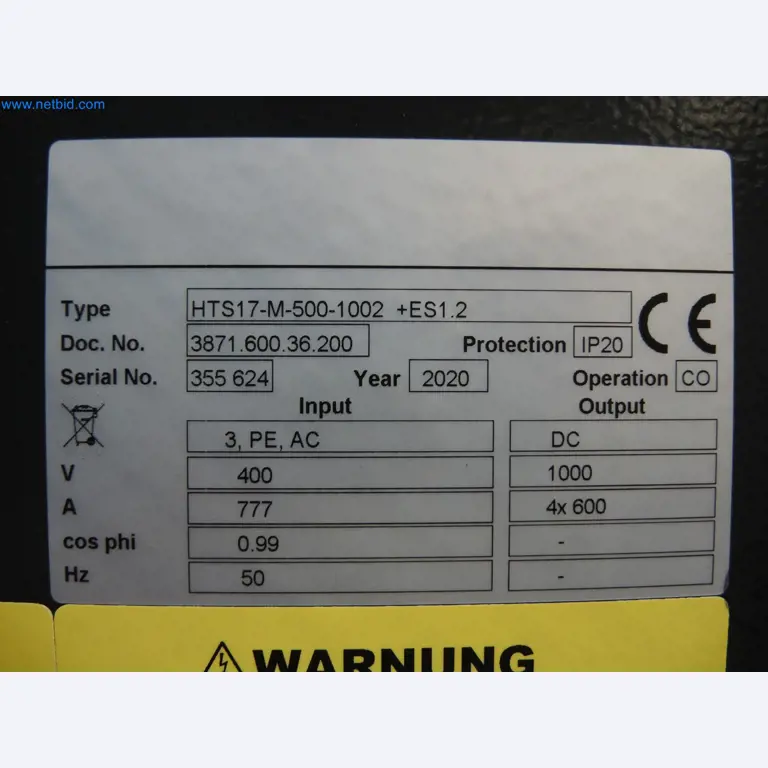 www.netbid.com
Type HTS17-M-500-1002 +ES1.2 CE
Doc. No. 3871.600.36.200 Protection IP20
Serial No. 355 624 Year 2020 Operation CO
Input Output
3, PE, AC DC
V 400 1000
A 777 4x 600
cos phi 0.99 -
Hz 50 -
WARNUNG